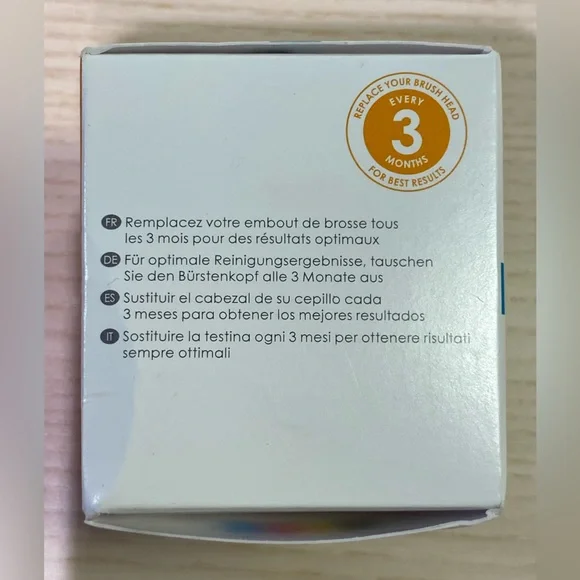 REPLACE YOUR BRUSH HEAD
EVERY
3
MONTHS
FOR BEST RESULTS
FR Remplacez votre embout de brosse tous
les 3 mois pour des résultats optimaux
DE Für optimale Reinigungsergebnisse, tauschen
Sie den Bürstenkopf alle 3 Monate aus
ES Sustituir el cabezal de su cepillo cada
3 meses para obtener los mejores resultados
IT Sostituire la testina ogni 3 mesi per ottenere risultati
sempre ottimali